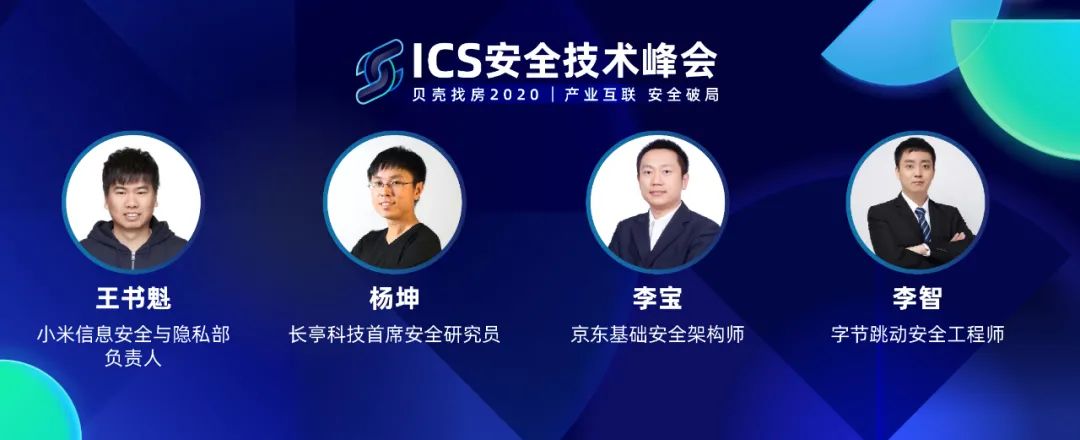 ICS安全技术峰会
贝壳找房2020｜产业互联 安全破局
王书魁
小米信息安全与隐私部
负责人
杨坤
长亭科技首席安全研究员
李宝
京东基础安全架构师
李智
字节跳动安全工程师